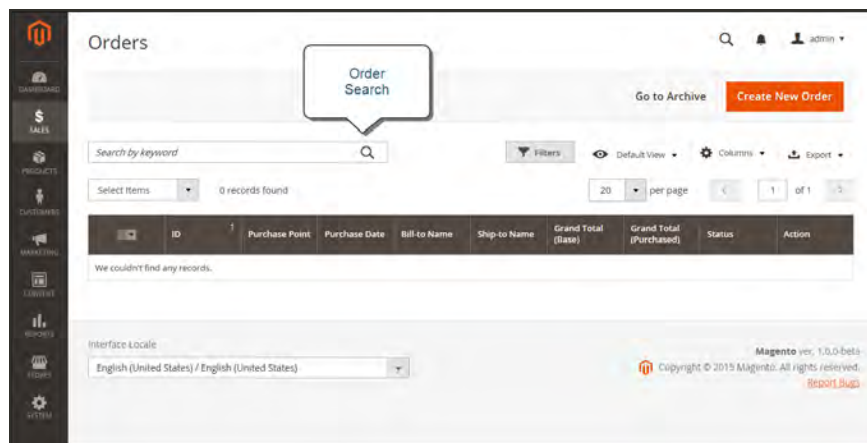 Orders
admin
Order
Search
Go to Archive
Create New Order
DASHBOARD
SALES
PRODUCTS
CUSTOMERS
MARKETING
CONTENT
REPORTS
STORES
SYSTEM
Search by keyword
Filters
Default View
Columns
Export
Select Items
0 records found
20
per page
1
of 1
ID
Purchase Point
Purchase Date
Bill-to Name
Ship-to Name
Grand Total
(Base)
Grand Total
(Purchased)
Status
Action
We couldn't find any records.
Interface Locale
English (United States) / English (United States)
Magento ver. 1.0.0-beta
Copyright © 2015 Magento. All rights reserved.
Report Bugs